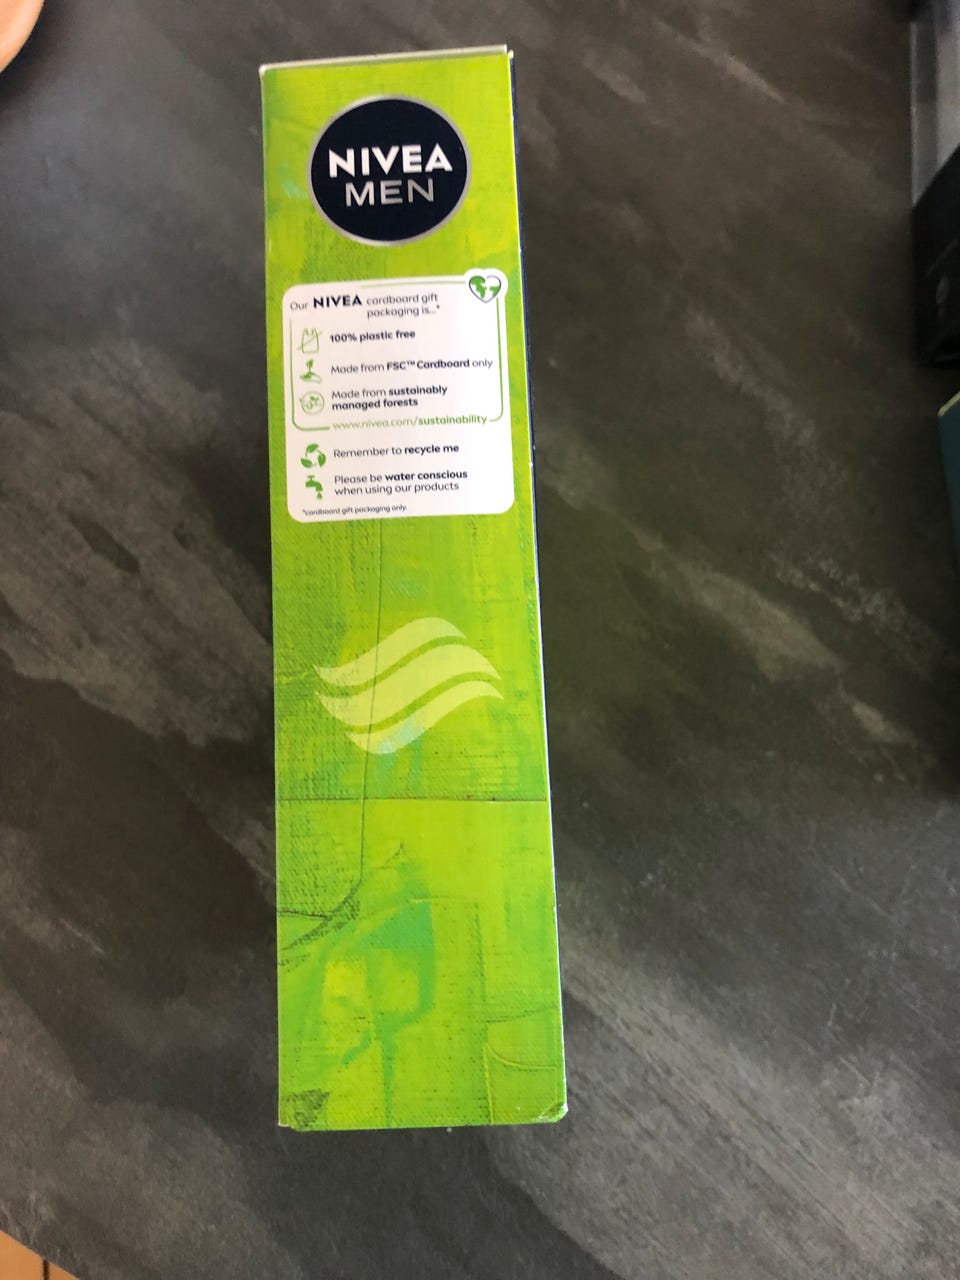 NIVEA
MEN
Our NIVEA cardboard gift
packaging is...*
100% plastic free
Made from FSC™ Cardboard only
Made from sustainably
managed forests
www.nivea.com/sustainability
Remember to recycle me
Please be water conscious
when using our products
*cardboard gift packaging only.